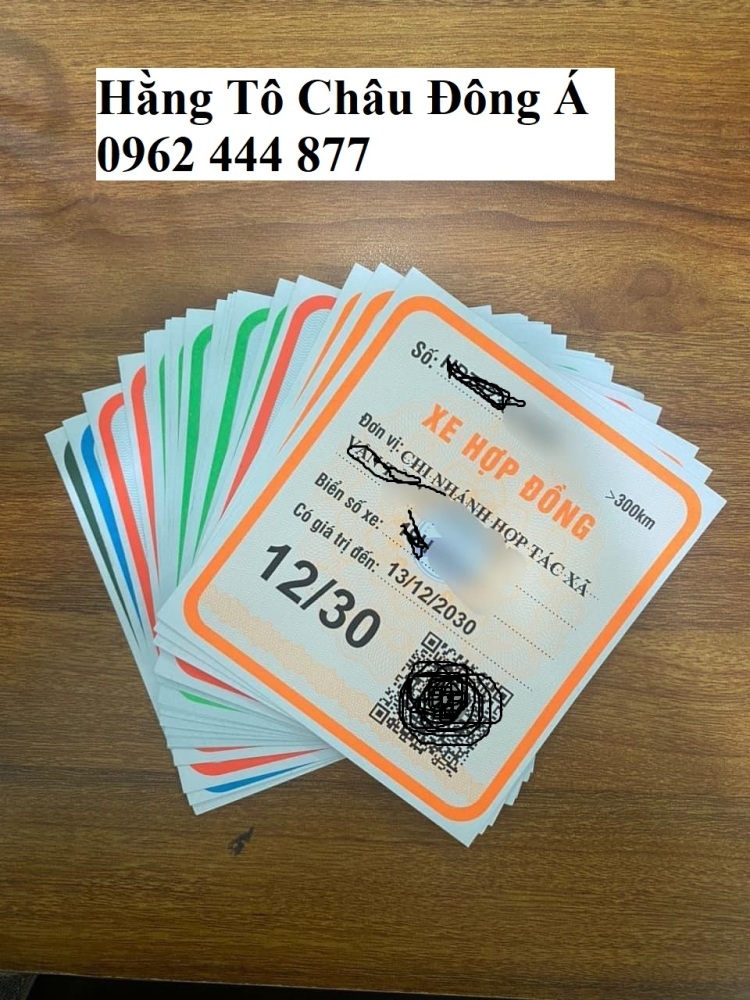 Hằng Tô Châu Đông Á
0962 444 877
Số:
XE HỢP ĐỒNG
>300km
Đơn vị: CHI NHÁNH HỢP TÁC XÃ
VẬN
Biển số xe:
Có giá trị đến: 13/12/2030
12/30